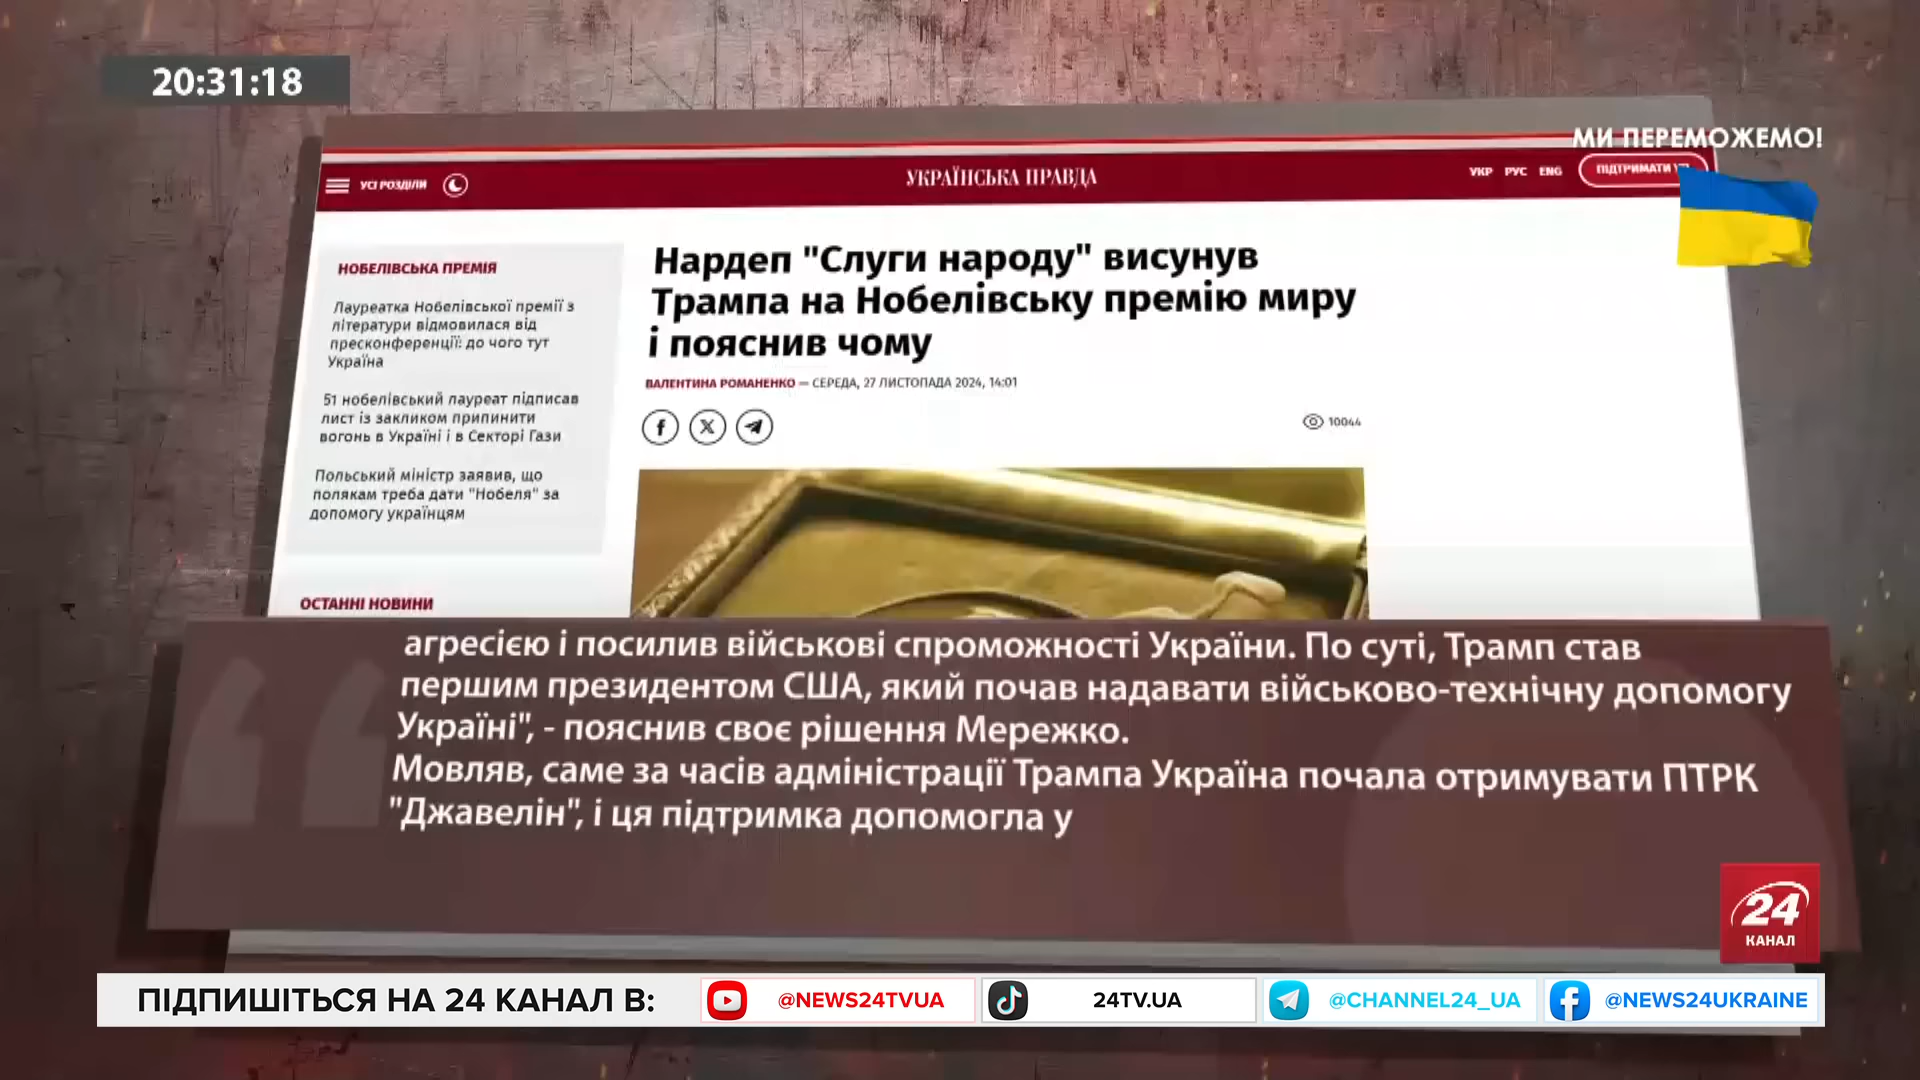 20:31:18
МИ ПЕРЕМОЖЕМО!
УСІ РОЗДІЛИ
УКРАЇНСЬКА ПРАВДА
УКР РУС ENG
ПІДТРИМАТИ
НОБЕЛІВСЬКА ПРЕМІЯ
Лауреатка Нобелівської премії з
літератури відмовилася від
пресконференції: до чого тут
Україна
51 нобелівський лауреат підписав
лист із закликом припинити
вогонь в Україні і в Секторі Гази
Польський міністр заявив, що
полякам треба дати "Нобеля" за
допомогу українцям
ОСТАННІ НОВИНИ
Нардеп "Слуги народу" висунув
Трампа на Нобелівську премію миру
і пояснив чому
ВАЛЕНТИНА РОМАНЕНКО — СЕРЕДА, 27 ЛИСТОПАДА 2024, 14:01
10044
агресією і посилив військові спроможності України. По суті, Трамп став
першим президентом США, який почав надавати військово-технічну допомогу
Україні", - пояснив своє рішення Мережко.
Мовляв, саме за часів адміністрації Трампа Україна почала отримувати ПТРК
"Джавелін", і ця підтримка допомогла у
24
КАНАЛ
ПІДПИШІТЬСЯ НА 24 КАНАЛ В:
@NEWS24TVUA
24TV.UA
@CHANNEL24_UA
@NEWS24UKRAINE